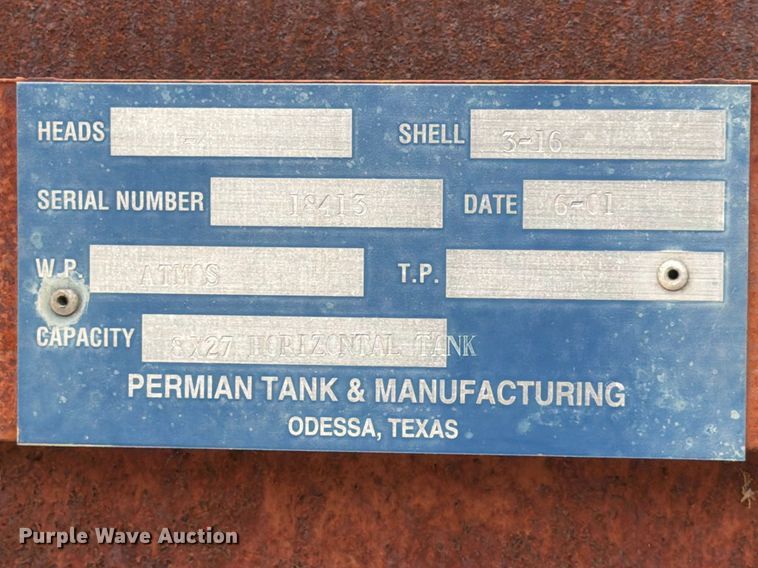 HEADS SHELL 3-16
SERIAL NUMBER 18413 DATE 6-01
W.P. ATMOS T.P.
CAPACITY 8X27 HORIZONTAL TANK
PERMIAN TANK & MANUFACTURING
ODESSA, TEXAS
Purple Wave Auction